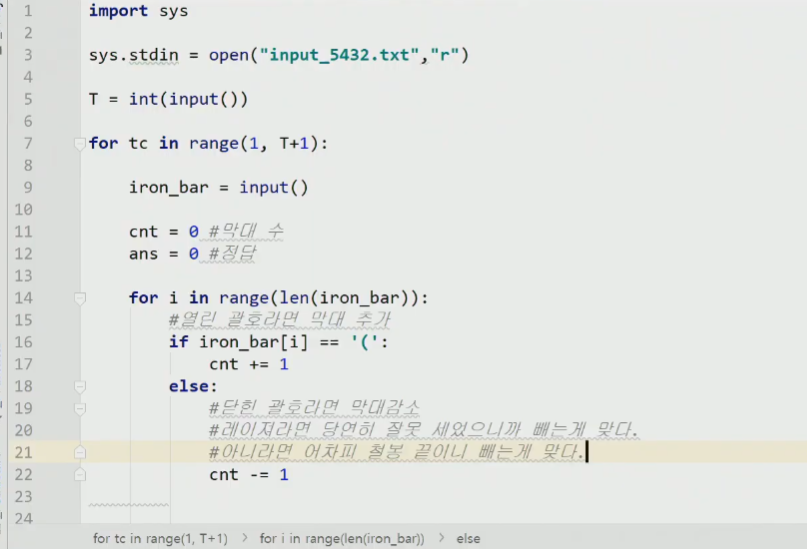 1 import sys
2
3 sys.stdin = open("input_5432.txt","r")
4
5 T = int(input())
6
7 for tc in range(1, T+1):
8
9 iron_bar = input()
10
11 cnt = 0 #막대 수
12 ans = 0 #정답
13
14 for i in range(len(iron_bar)):
15 #열린 괄호라면 막대 추가
16 if iron_bar[i] == '(':
17 cnt += 1
18 else:
19 #닫힌 괄호라면 막대감소
20 #레이져라면 당연히 잘못 세었으니까 빼는게 맞다.
21 #아니라면 어차피 철봉 끝이니 빼는게 맞다.
22 cnt -= 1
23
24
for tc in range(1, T+1) > for i in range(len(iron_bar)) > else